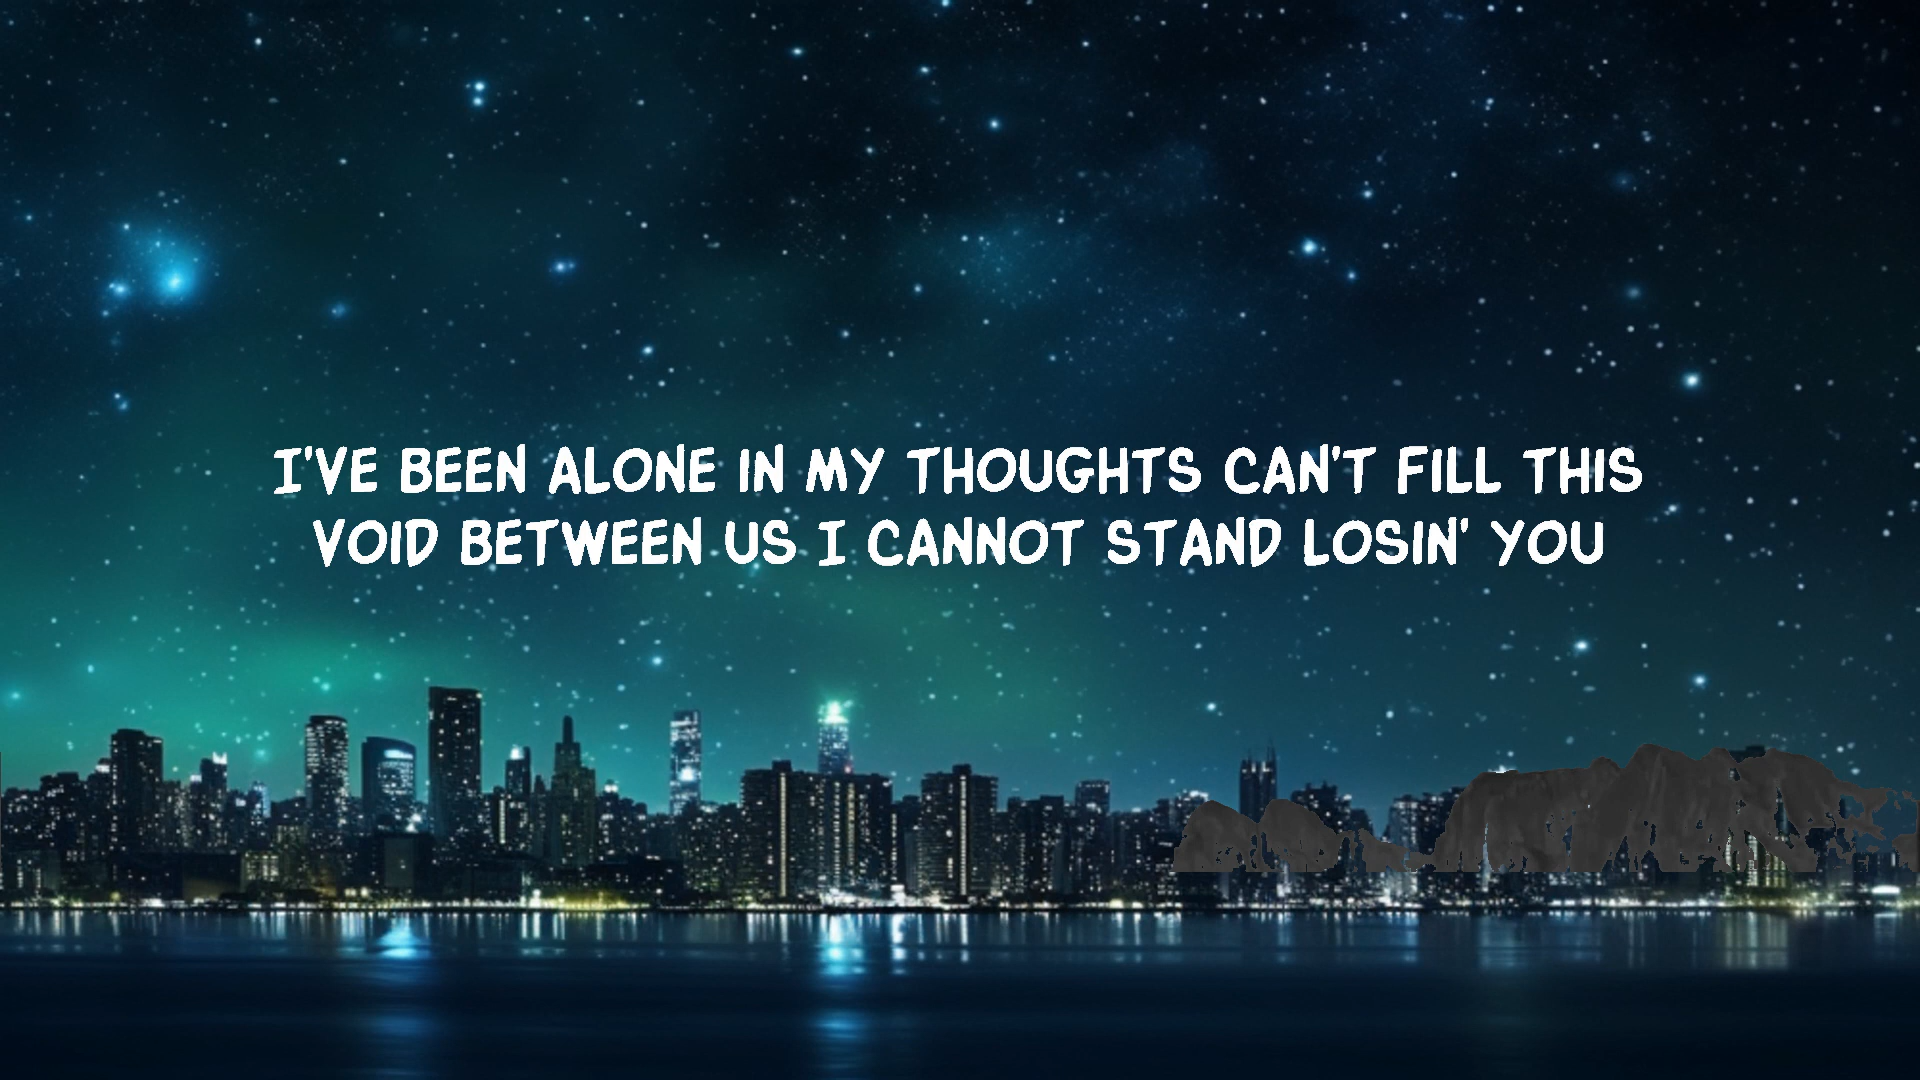 I'VE BEEN ALONE IN MY THOUGHTS CAN'T FILL THIS
VOID BETWEEN US I CANNOT STAND LOSIN' YOU